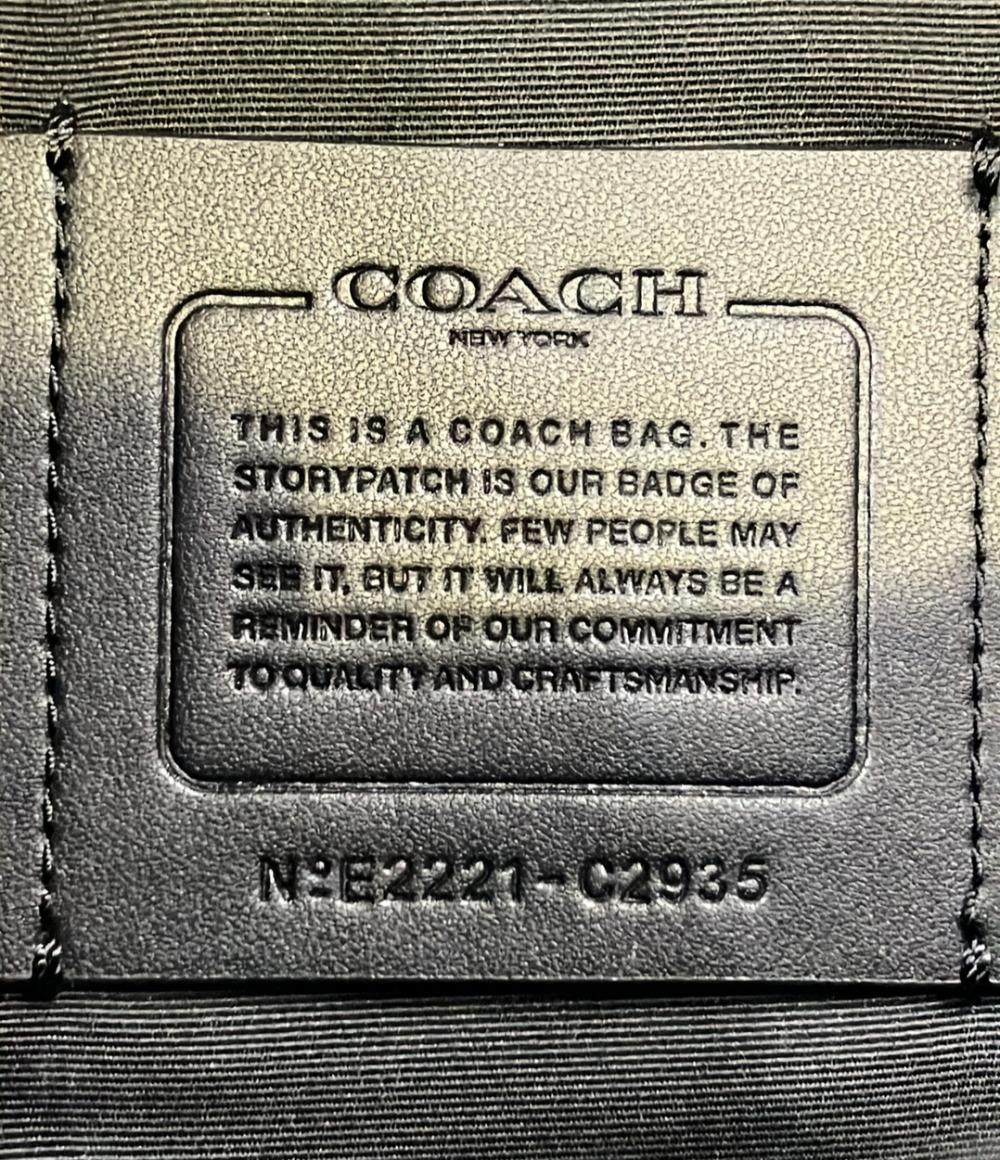 COACH
NEW YORK
THIS IS A COACH BAG. THE
STORYPATCH IS OUR BADGE OF
AUTHENTICITY. FEW PEOPLE MAY
SEE IT, BUT IT WILL ALWAYS BE A
REMINDER OF OUR COMMITMENT
TO QUALITY AND CRAFTSMANSHIP.
Nº E2221-C2935